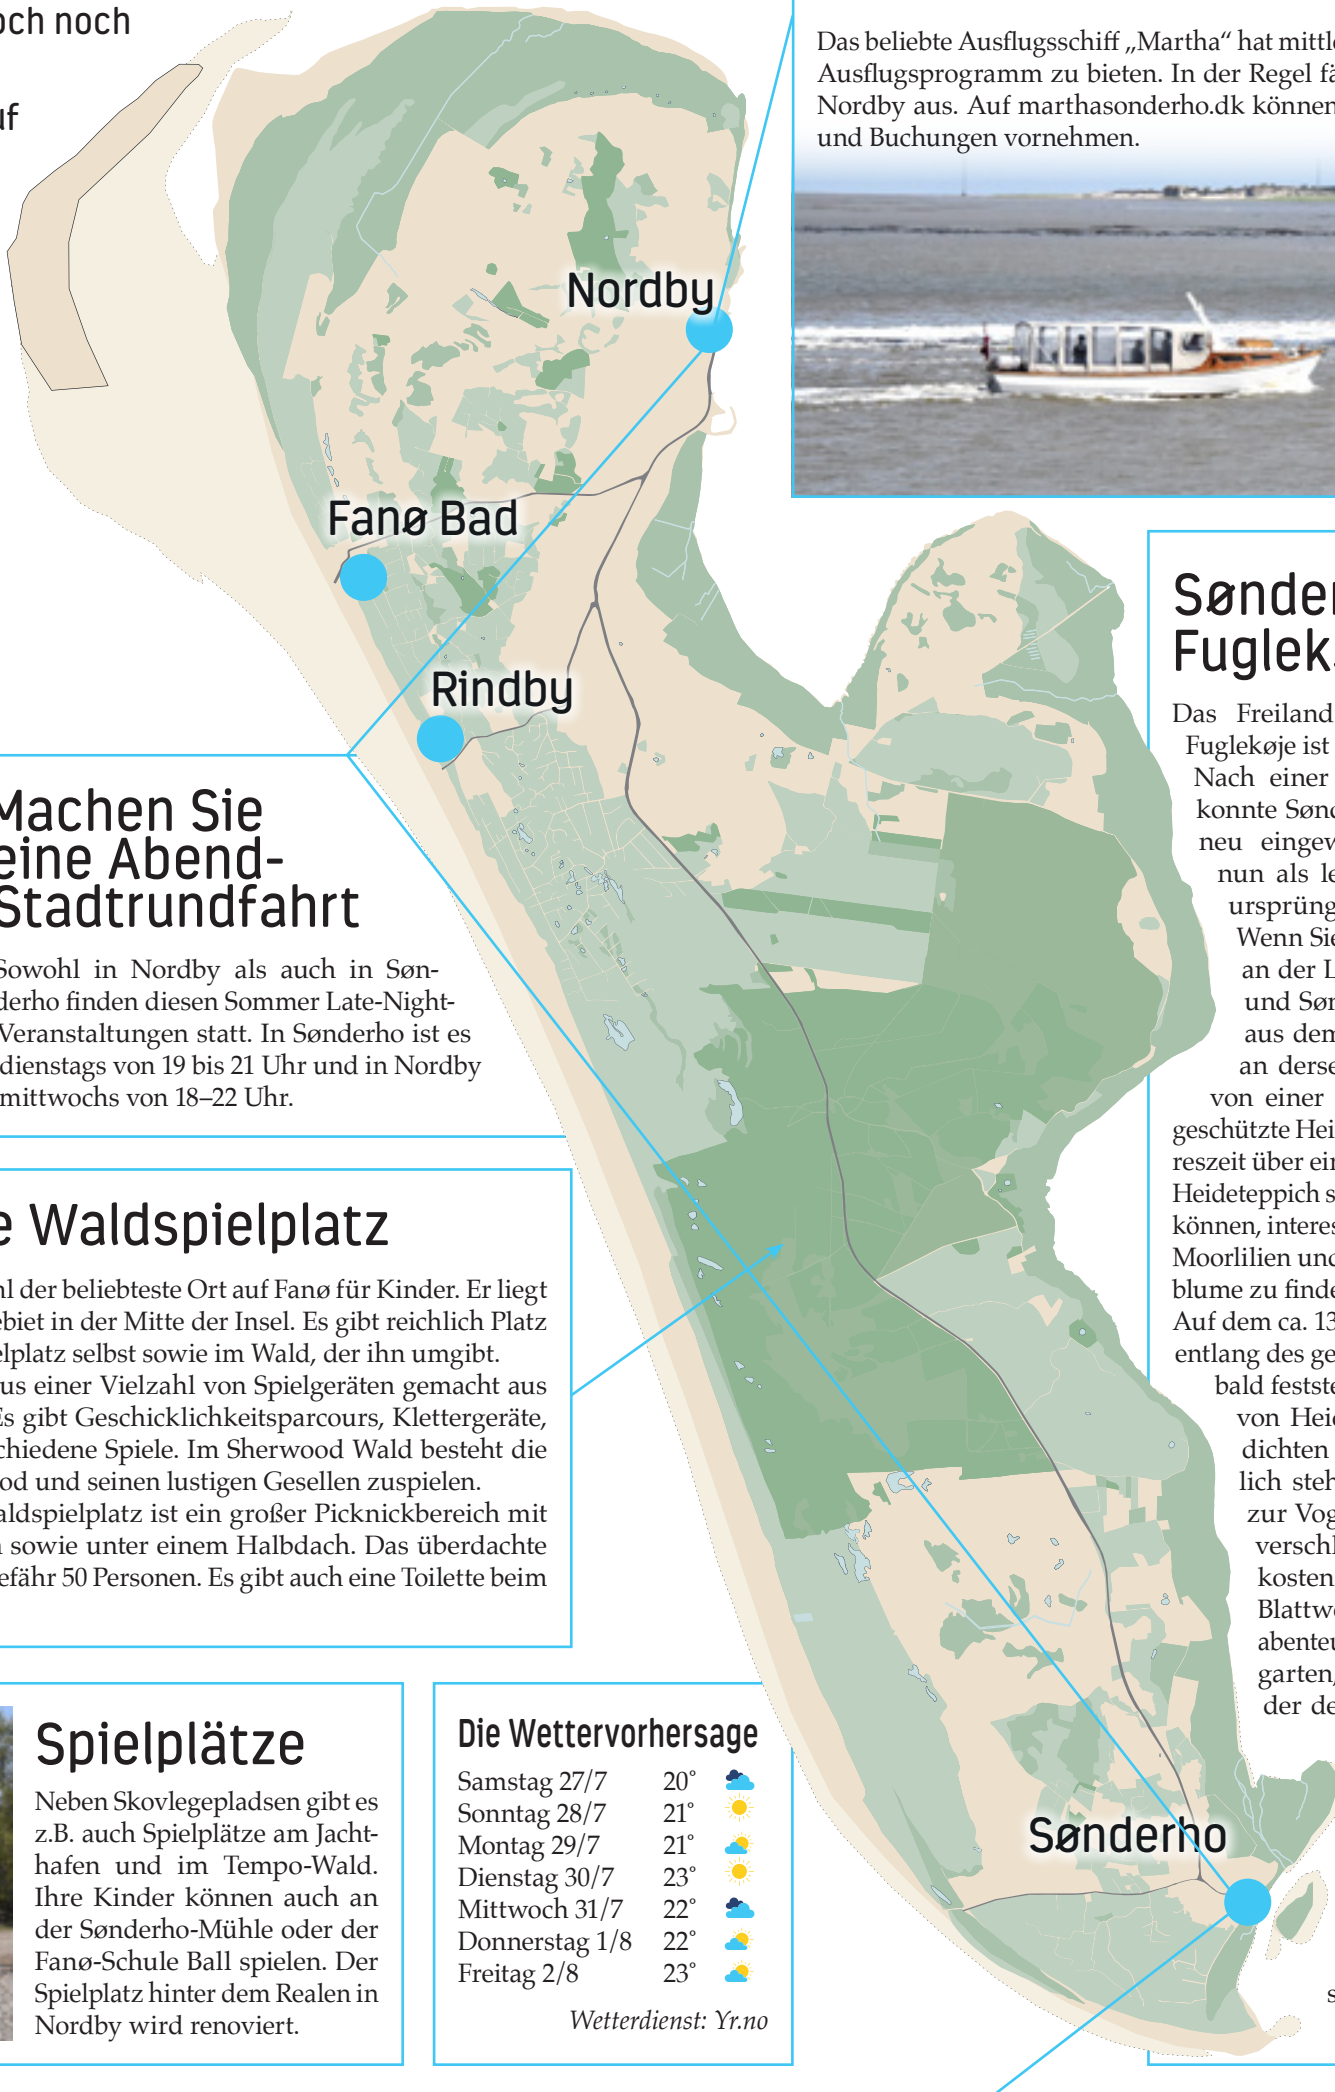 och noch
uf
Das beliebte Ausflugsschiff „Martha“ hat mittle
Ausflugsprogramm zu bieten. In der Regel fä
Nordby aus. Auf marthasonderho.dk können
und Buchungen vornehmen.
Nordby
Fanø Bad
Rindby
Machen Sie
eine Abend-
Stadtrundfahrt
Sowohl in Nordby als auch in Søn-
derho finden diesen Sommer Late-Night-
Veranstaltungen statt. In Sønderho ist es
dienstags von 19 bis 21 Uhr und in Nordby
mittwochs von 18–22 Uhr.
e Waldspielplatz
hl der beliebteste Ort auf Fanø für Kinder. Er liegt
ebiet in der Mitte der Insel. Es gibt reichlich Platz
elplatz selbst sowie im Wald, der ihn umgibt.
us einer Vielzahl von Spielgeräten gemacht aus
Es gibt Geschicklichkeitsparcours, Klettergeräte,
chiedene Spiele. Im Sherwood Wald besteht die
od und seinen lustigen Gesellen zuspielen.
aldspielplatz ist ein großer Picknickbereich mit
n sowie unter einem Halbdach. Das überdachte
efähr 50 Personen. Es gibt auch eine Toilette beim
Spielplätze
Neben Skovlegepladsen gibt es
z.B. auch Spielplätze am Jacht-
hafen und im Tempo-Wald.
Ihre Kinder können auch an
der Sønderho-Mühle oder der
Fanø-Schule Ball spielen. Der
Spielplatz hinter dem Realen in
Nordby wird renoviert.
Die Wettervorhersage
Samstag 27/7 20°
Sonntag 28/7 21°
Montag 29/7 21°
Dienstag 30/7 23°
Mittwoch 31/7 22°
Donnerstag 1/8 22°
Freitag 2/8 23°
Wetterdienst: Yr.no
Sønderho
Sønder
Fuglek
Das Freiland
Fuglekøje ist
Nach einer
konnte Sønd
neu eingew
nun als le
ursprüng
Wenn Sie
an der L
und Søn
aus dem
an derse
von einer
geschützte Hei
reszeit über ein
Heideteppich s
können, interes
Moorlilien und
blume zu finde
Auf dem ca. 13
entlang des ge
bald festste
von Heid
dichten
lich steh
zur Vog
verschl
kosten
Blattwe
abenteu
garten,
der de
s